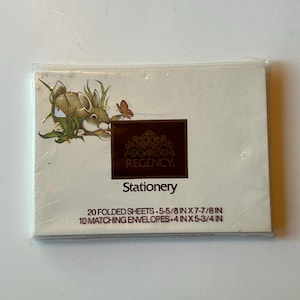 REGENCY.
Stationery
20 FOLDED SHEETS • 5-5/8 IN X 7-7/8 IN
10 MATCHING ENVELOPES • 4 IN X 5-3/4 IN